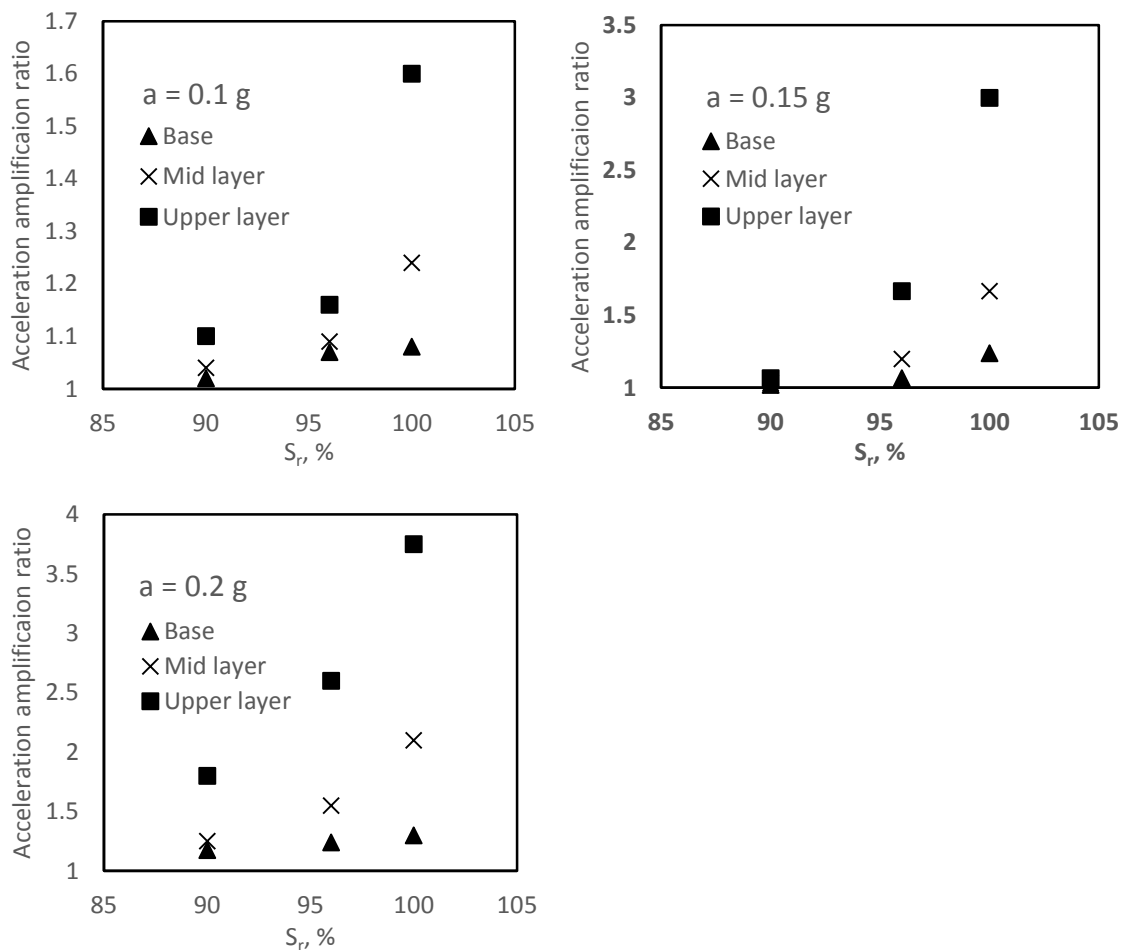 Acceleration amplificaion ratio
1.7
1.6
1.5
1.4
1.3
1.2
1.1
1
a = 0.1 g
Base
Mid layer
Upper layer
85 90 95 100 105
Sr, %
Acceleration amplificaion ratio
3.5
3
2.5
2
1.5
1
a = 0.15 g
Base
Mid layer
Upper layer
85 90 95 100 105
Sr, %
Acceleration amplificaion ratio
4
3.5
3
2.5
2
1.5
1
a = 0.2 g
Base
Mid layer
Upper layer
85 90 95 100 105
Sr, %